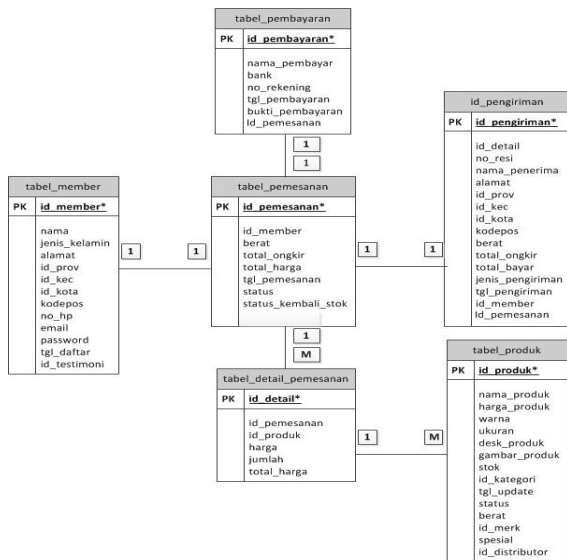 tabel_pembayaran
PK id_pembayaran*
nama_pembayar
bank
no_rekening
tgl_pembayaran
bukti_pembayaran
Id_pemesanan
1
1
tabel_member
PK id_member*
nama
jenis_kelamin
alamat
id_prov
id_kec
id_kota
kodepos
no_hp
email
password
tgl_daftar
id_testimoni
1
1
tabel_pemesanan
PK id_pemesanan*
id_member
berat
total_ongkir
total_harga
tgl_pemesanan
status
status_kembali_stok
1
1
id_pengiriman
PK id_pengiriman*
id_detail
no_resi
nama_penerima
alamat
id_prov
id_kec
id_kota
kodepos
berat
total_ongkir
total_bayar
jenis_pengiriman
tgl_pengiriman
id_member
Id_pemesanan
1
M
tabel_detail_pemesanan
PK id_detail*
id_pemesanan
id_produk
harga
jumlah
total_harga
1
M
tabel_produk
PK id_produk*
nama_produk
harga_produk
warna
ukuran
desk_produk
gambar_produk
stok
id_kategori
tgl_update
status
berat
id_merk
spesial
id_distributor